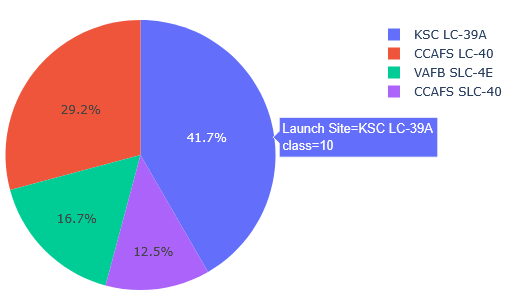 KSC LC-39A
CCAFS LC-40
VAFB SLC-4E
CCAFS SLC-40
29.2%
41.7%
Launch Site=KSC LC-39A
class=10
16.7%
12.5%